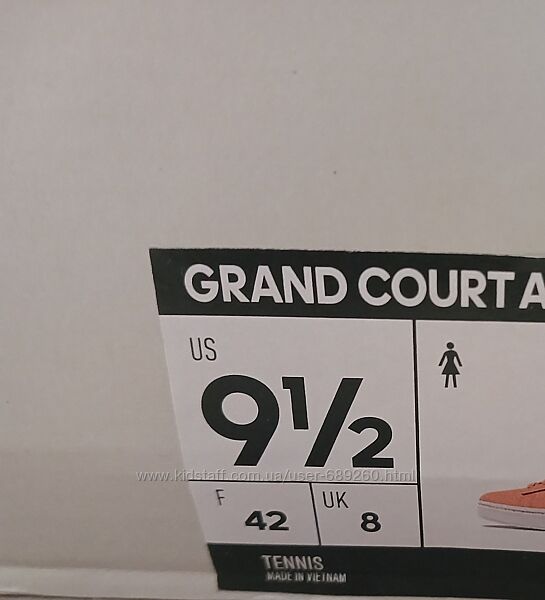 GRAND COURT A
US
9½
F 42 UK 8
www.kidstaff.com.ua/user-689260.html
TENNIS
MADE IN VIETNAM